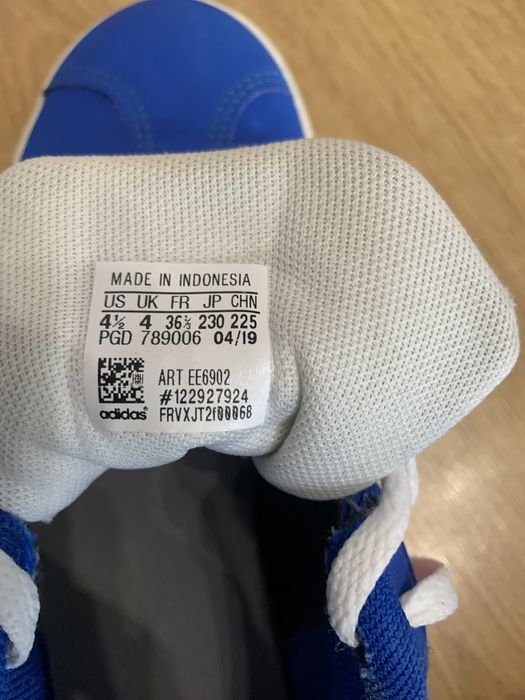 MADE IN INDONESIA
US UK FR JP CHN
4½ 4 36⅔ 230 225
PGD 789006 04/19
ART EE6902
#122927924
adidas® FRVXJT2f00068